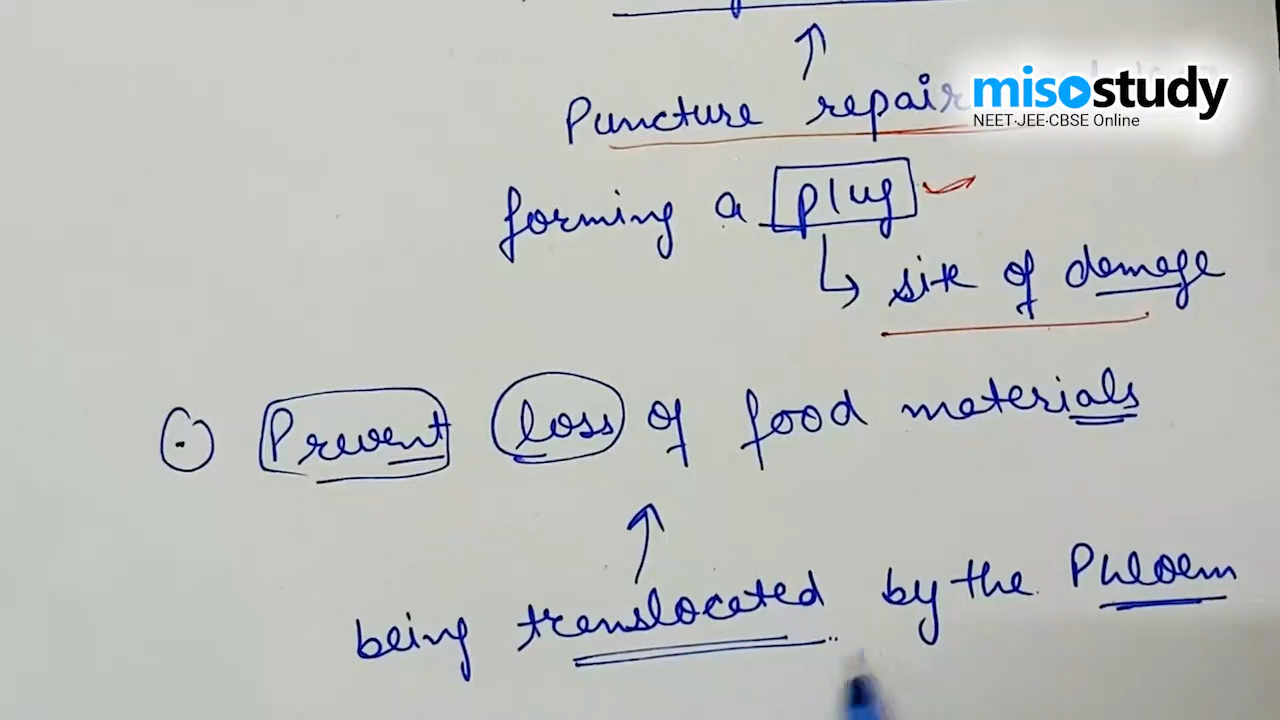 misostudy
NEET·JEE·CBSE Online
Puncture repair
forming a plug
↳ site of damage
⊙ Prevent loss of food materials
being translocated by the Phloem